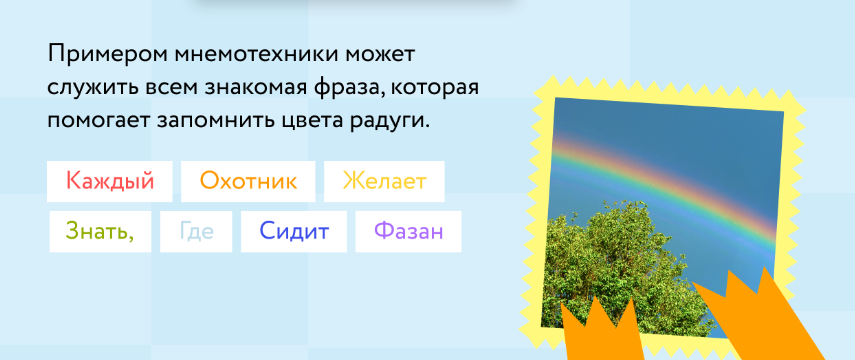 Примером мнемотехники может
служить всем знакомая фраза, которая
помогает запомнить цвета радуги.
Каждый Охотник Желает
Знать, Где Сидит Фазан